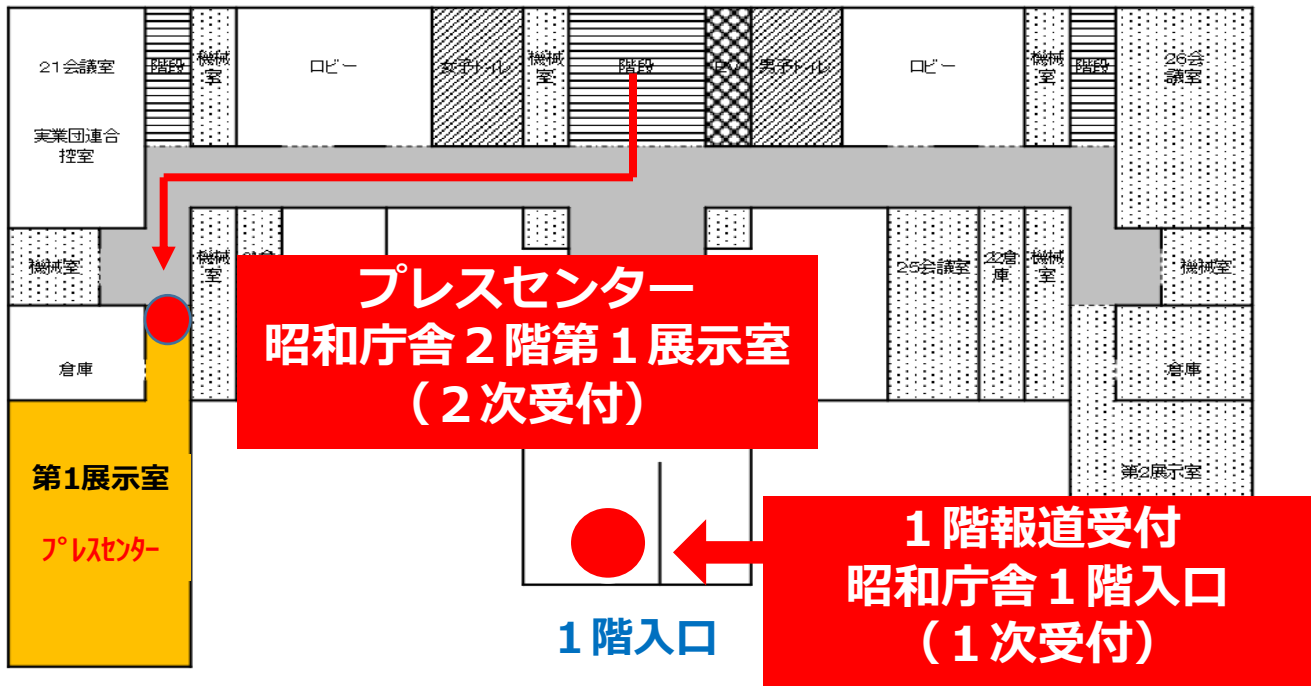 21会議室
実業団連合
控室
階段
機械
室
ロビー
女子トイレ
機械
室
階段
EV
男子トイレ
ロビー
機械
室
階段
26会
議室
機械室
機械
室
25会議室
22倉
庫
機械
室
機械室
倉庫
倉庫
プレスセンター
昭和庁舎２階第１展示室
（２次受付）
第1展示室
ﾌﾟﾚｽｾﾝﾀｰ
第2展示室
１階報道受付
昭和庁舎１階入口
（１次受付）
１階入口